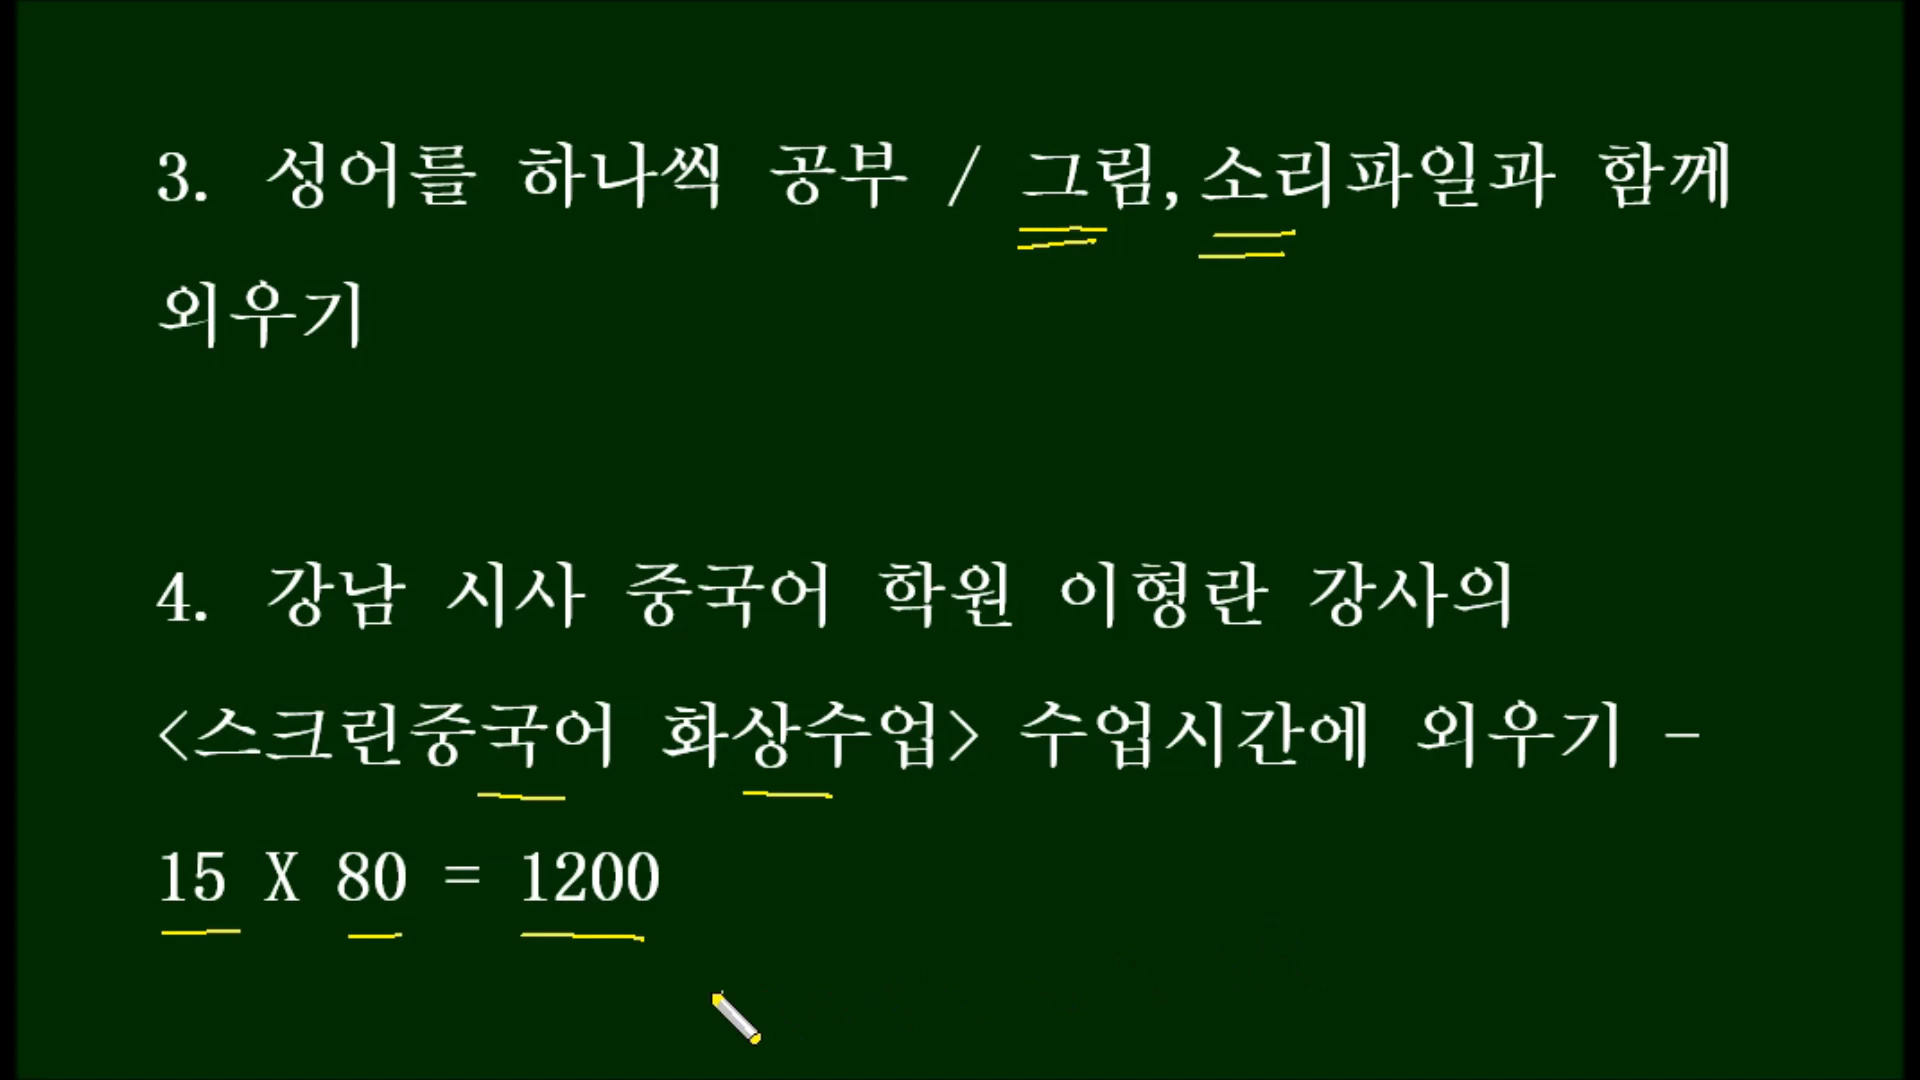 3. 성어를 하나씩 공부 / 그림,소리파일과 함께
외우기
4. 강남 시사 중국어 학원 이형란 강사의
<스크린중국어 화상수업> 수업시간에 외우기 -
15 X 80 = 1200